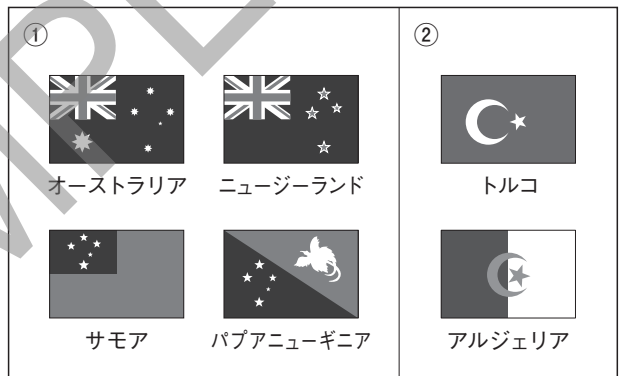 ① ②
オーストラリア ニュージーランド トルコ
サモア パプアニューギニア アルジェリア